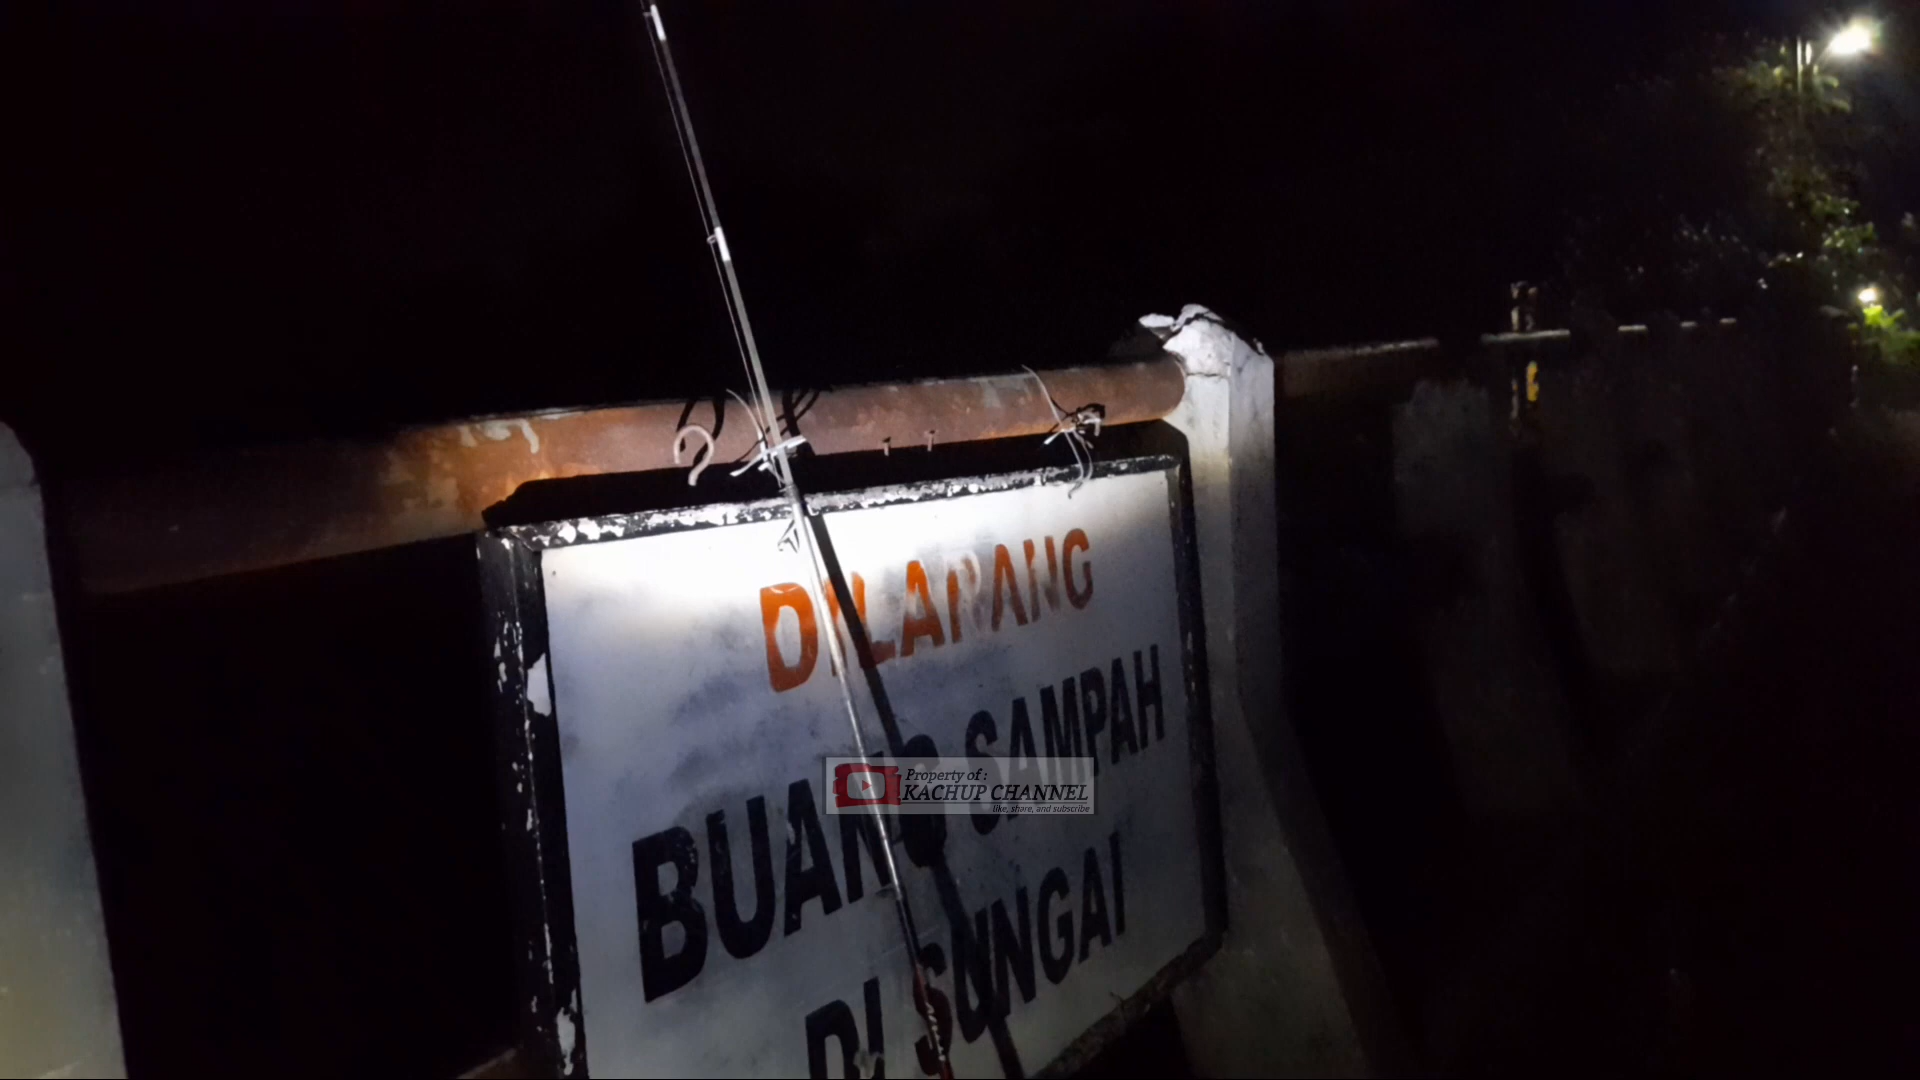 DILARANG
BUANG SAMPAH
DI SUNGAI
Property of :
KACHUP CHANNEL
like, share, and subscribe